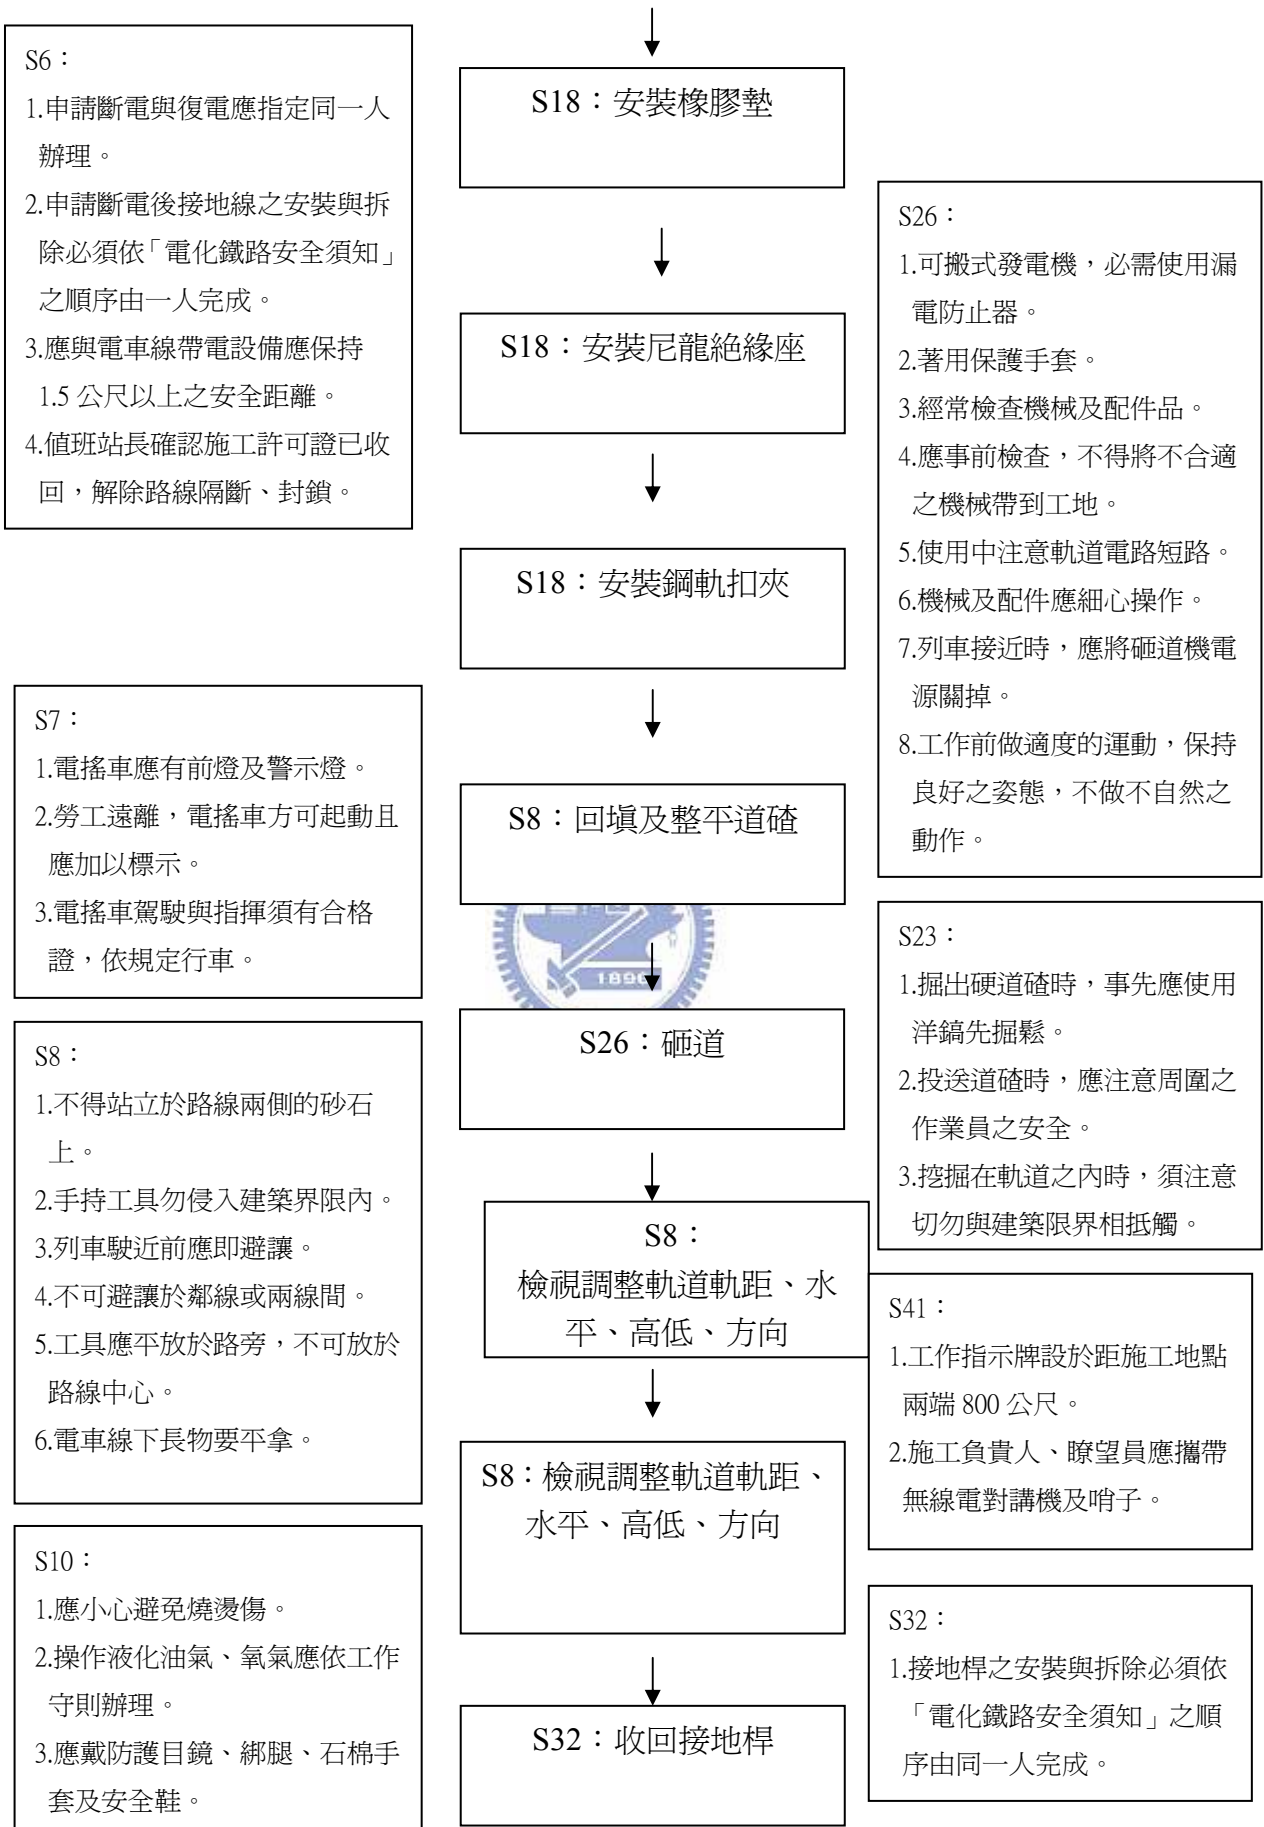 S6：
1.申請斷電與復電應指定同一人
辦理。
2.申請斷電後接地線之安裝與拆
除必須依「電化鐵路安全須知」
之順序由一人完成。
3.應與電車線帶電設備應保持
1.5 公尺以上之安全距離。
4.值班站長確認施工許可證已收
回，解除路線隔斷、封鎖。
S7：
1.電搖車應有前燈及警示燈。
2.勞工遠離，電搖車方可起動且
應加以標示。
3.電搖車駕駛與指揮須有合格
證，依規定行車。
S8：
1.不得站立於路線兩側的砂石
上。
2.手持工具勿侵入建築界限內。
3.列車駛近前應即避讓。
4.不可避讓於鄰線或兩線間。
5.工具應平放於路旁，不可放於
路線中心。
6.電車線下長物要平拿。
S10：
1.應小心避免燒燙傷。
2.操作液化油氣、氧氣應依工作
守則辦理。
3.應戴防護目鏡、綁腿、石棉手
套及安全鞋。
S18：安裝橡膠墊
S18：安裝尼龍絕緣座
S18：安裝鋼軌扣夾
S8：回填及整平道碴
1896
S26：砸道
S8：
檢視調整軌道軌距、水
平、高低、方向
S8：檢視調整軌道軌距、
水平、高低、方向
S32：收回接地桿
S26：
1.可搬式發電機，必需使用漏
電防止器。
2.著用保護手套。
3.經常檢查機械及配件品。
4.應事前檢查，不得將不合適
之機械帶到工地。
5.使用中注意軌道電路短路。
6.機械及配件應細心操作。
7.列車接近時，應將砸道機電
源關掉。
8.工作前做適度的運動，保持
良好之姿態，不做不自然之
動作。
S23：
1.掘出硬道碴時，事先應使用
洋鎬先掘鬆。
2.投送道碴時，應注意周圍之
作業員之安全。
3.挖掘在軌道之內時，須注意
切勿與建築限界相抵觸。
S41：
1.工作指示牌設於距施工地點
兩端 800 公尺。
2.施工負責人、瞭望員應攜帶
無線電對講機及哨子。
S32：
1.接地桿之安裝與拆除必須依
「電化鐵路安全須知」之順
序由同一人完成。